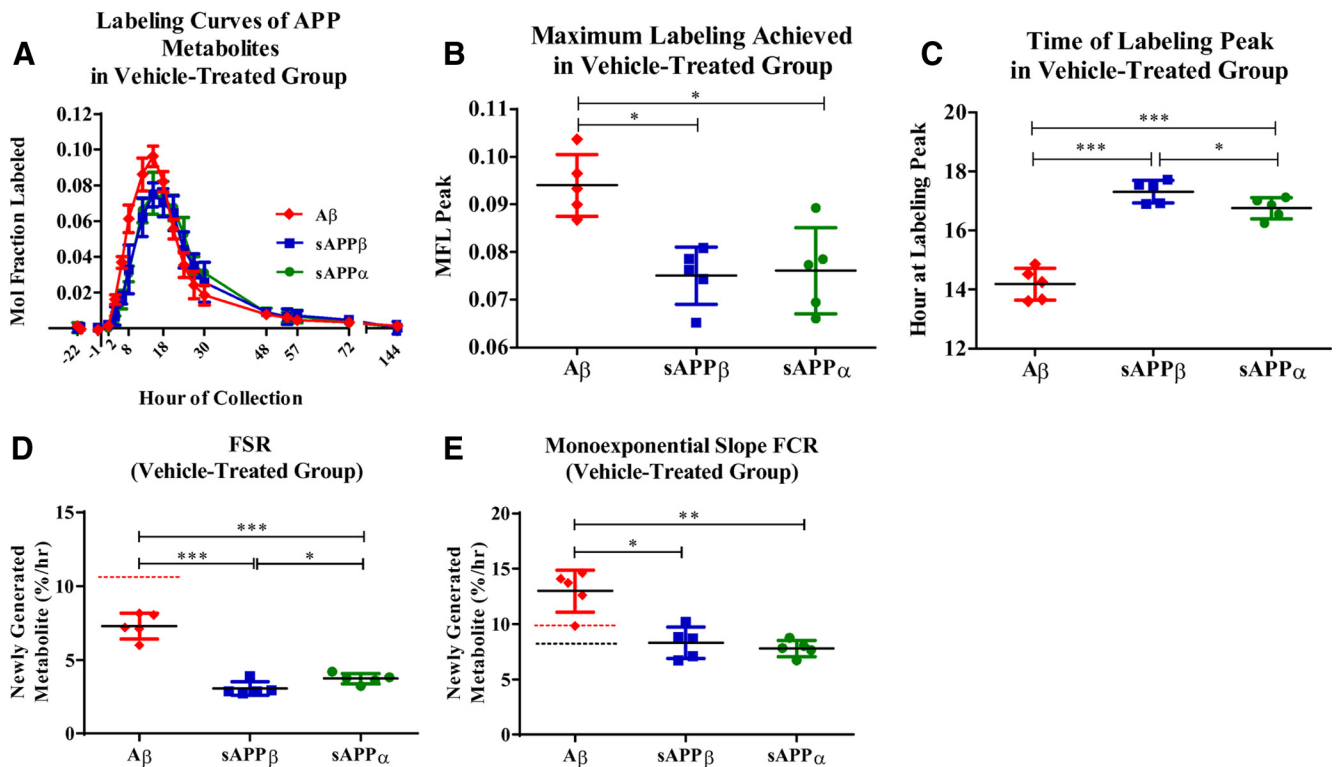 A
Labeling Curves of APP
Metabolites
in Vehicle-Treated Group
Mol Fraction Labeled
0.12
0.10
0.08
0.06
0.04
0.02
Aβ
sAPPβ
sAPPα
-22
-1
2
8
18
30
48
57
72
144
Hour of Collection
B
Maximum Labeling Achieved
in Vehicle-Treated Group
MFL Peak
0.11
0.10
0.09
0.08
0.07
0.06
*
*
Aβ
sAPPβ
sAPPα
C
Time of Labeling Peak
in Vehicle-Treated Group
Hour at Labeling Peak
20
18
16
14
12
***
***
*
Aβ
sAPPβ
sAPPα
D
FSR
(Vehicle-Treated Group)
Newly Generated
Metabolite (%/hr)
15
10
5
0
***
***
*
Aβ
sAPPβ
sAPPα
E
Monoexponential Slope FCR
(Vehicle-Treated Group)
Newly Generated
Metabolite (%/hr)
20
15
10
5
0
**
*
Aβ
sAPPβ
sAPPα